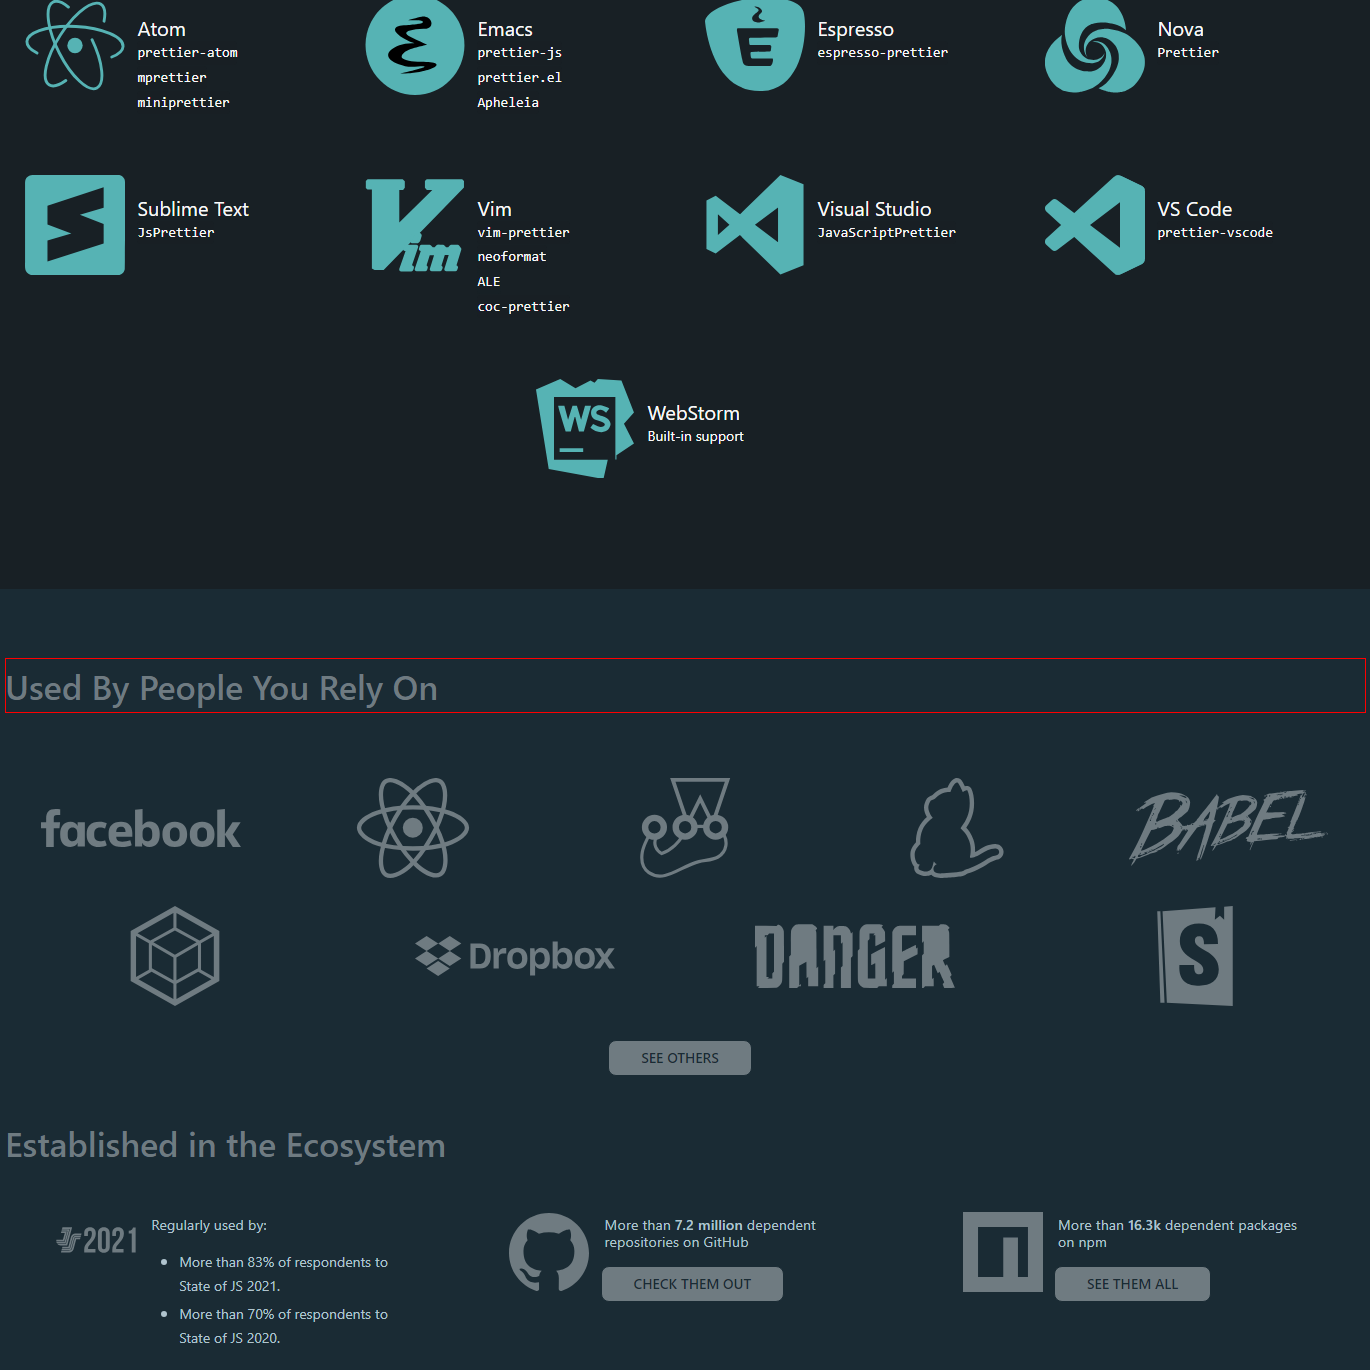 Atom
prettier-atom
mprettier
miniprettier
Emacs
prettier-js
prettier.el
Apheleia
Espresso
espresso-prettier
Nova
Prettier
Sublime Text
JsPrettier
Vim
Vim
vim-prettier
neoformat
ALE
coc-prettier
Visual Studio
JavaScriptPrettier
VS Code
prettier-vscode
WS
WebStorm
Built-in support
Used By People You Rely On
facebook
BABEL
Dropbox
DANGER
S
SEE OTHERS
Established in the Ecosystem
JS 2021
Regularly used by:
More than 83% of respondents to
State of JS 2021.
More than 70% of respondents to
State of JS 2020.
More than 7.2 million dependent
repositories on GitHub
CHECK THEM OUT
More than 16.3k dependent packages
on npm
SEE THEM ALL